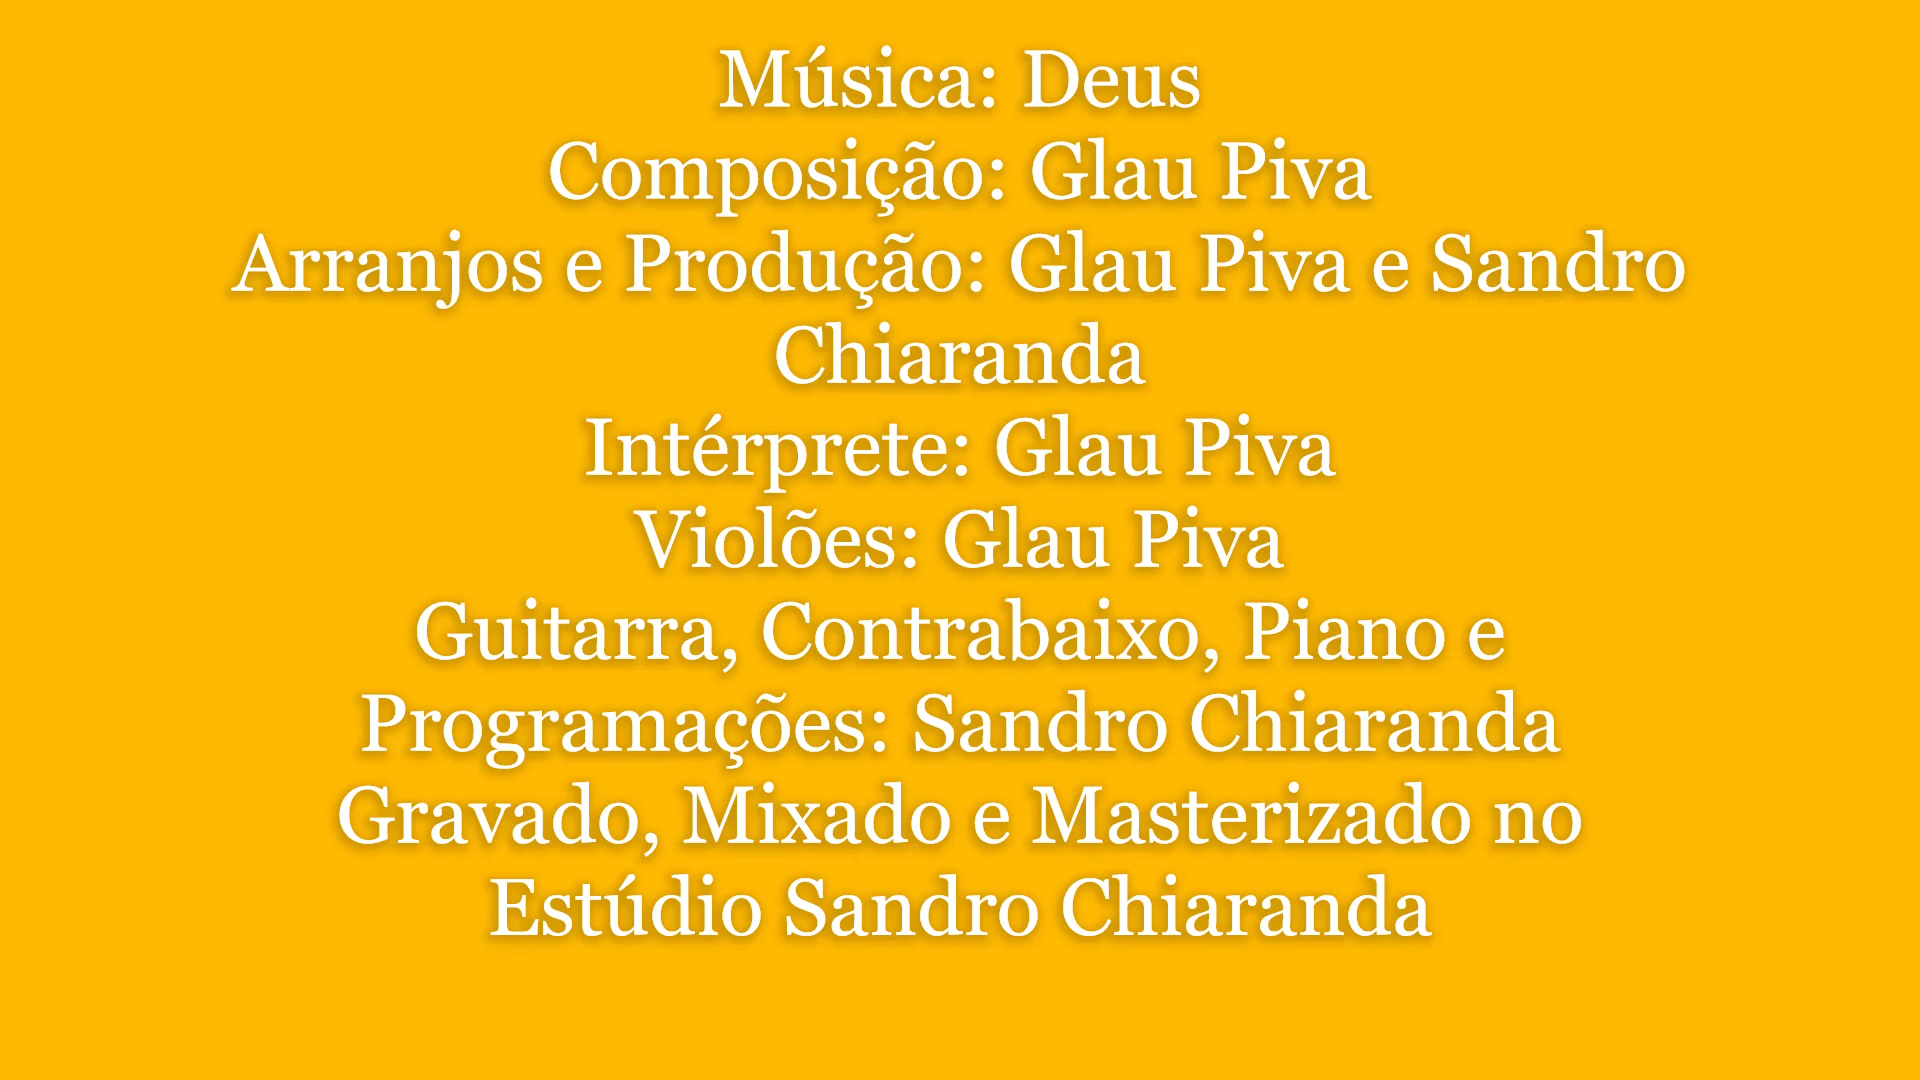 Música: Deus
Composição: Glau Piva
Arranjos e Produção: Glau Piva e Sandro
Chiaranda
Intérprete: Glau Piva
Violões: Glau Piva
Guitarra, Contrabaixo, Piano e
Programações: Sandro Chiaranda
Gravado, Mixado e Masterizado no
Estúdio Sandro Chiaranda